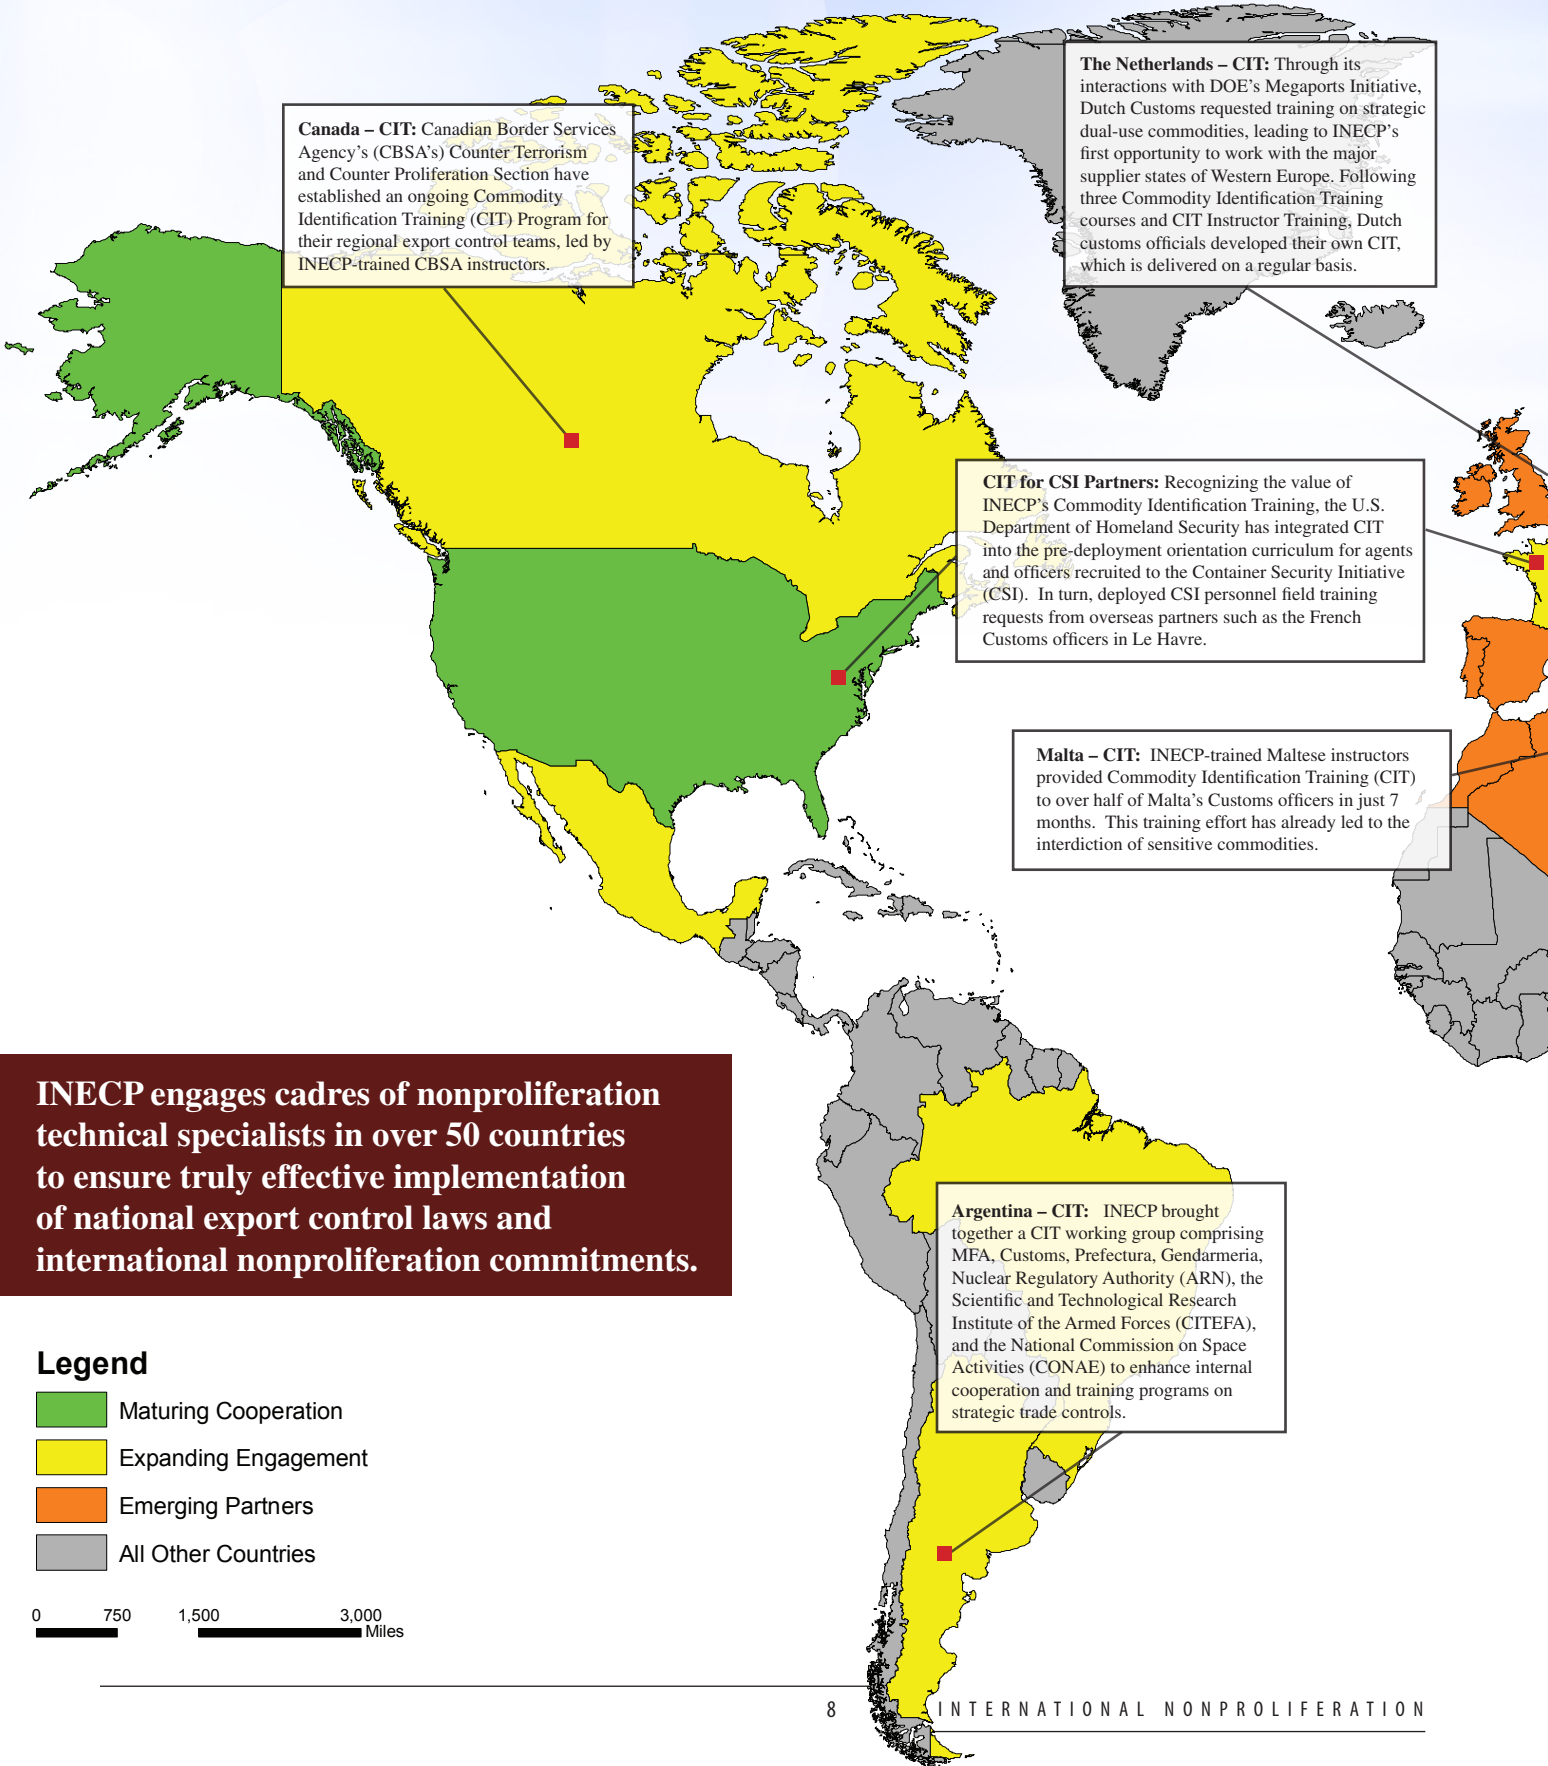 Canada – CIT: Canadian Border Services
Agency's (CBSA's) Counter Terrorism
and Counter Proliferation Section have
established an ongoing Commodity
Identification Training (CIT) Program for
their regional export control teams, led by
INECP-trained CBSA instructors.
The Netherlands – CIT: Through its
interactions with DOE's Megaports Initiative,
Dutch Customs requested training on strategic
dual-use commodities, leading to INECP's
first opportunity to work with the major
supplier states of Western Europe. Following
three Commodity Identification Training
courses and CIT Instructor Training, Dutch
customs officials developed their own CIT,
which is delivered on a regular basis.
CIT for CSI Partners: Recognizing the value of
INECP's Commodity Identification Training, the U.S.
Department of Homeland Security has integrated CIT
into the pre-deployment orientation curriculum for agents
and officers recruited to the Container Security Initiative
(CSI). In turn, deployed CSI personnel field training
requests from overseas partners such as the French
Customs officers in Le Havre.
Malta – CIT: INECP-trained Maltese instructors
provided Commodity Identification Training (CIT)
to over half of Malta's Customs officers in just 7
months. This training effort has already led to the
interdiction of sensitive commodities.
INECP engages cadres of nonproliferation
technical specialists in over 50 countries
to ensure truly effective implementation
of national export control laws and
international nonproliferation commitments.
Argentina – CIT: INECP brought
together a CIT working group comprising
MFA, Customs, Prefectura, Gendarmeria,
Nuclear Regulatory Authority (ARN), the
Scientific and Technological Research
Institute of the Armed Forces (CITEFA),
and the National Commission on Space
Activities (CONAE) to enhance internal
cooperation and training programs on
strategic trade controls.
Legend
Maturing Cooperation
Expanding Engagement
Emerging Partners
All Other Countries
0 750 1,500 3,000
Miles
8 INTERNATIONAL NONPROLIFERATION